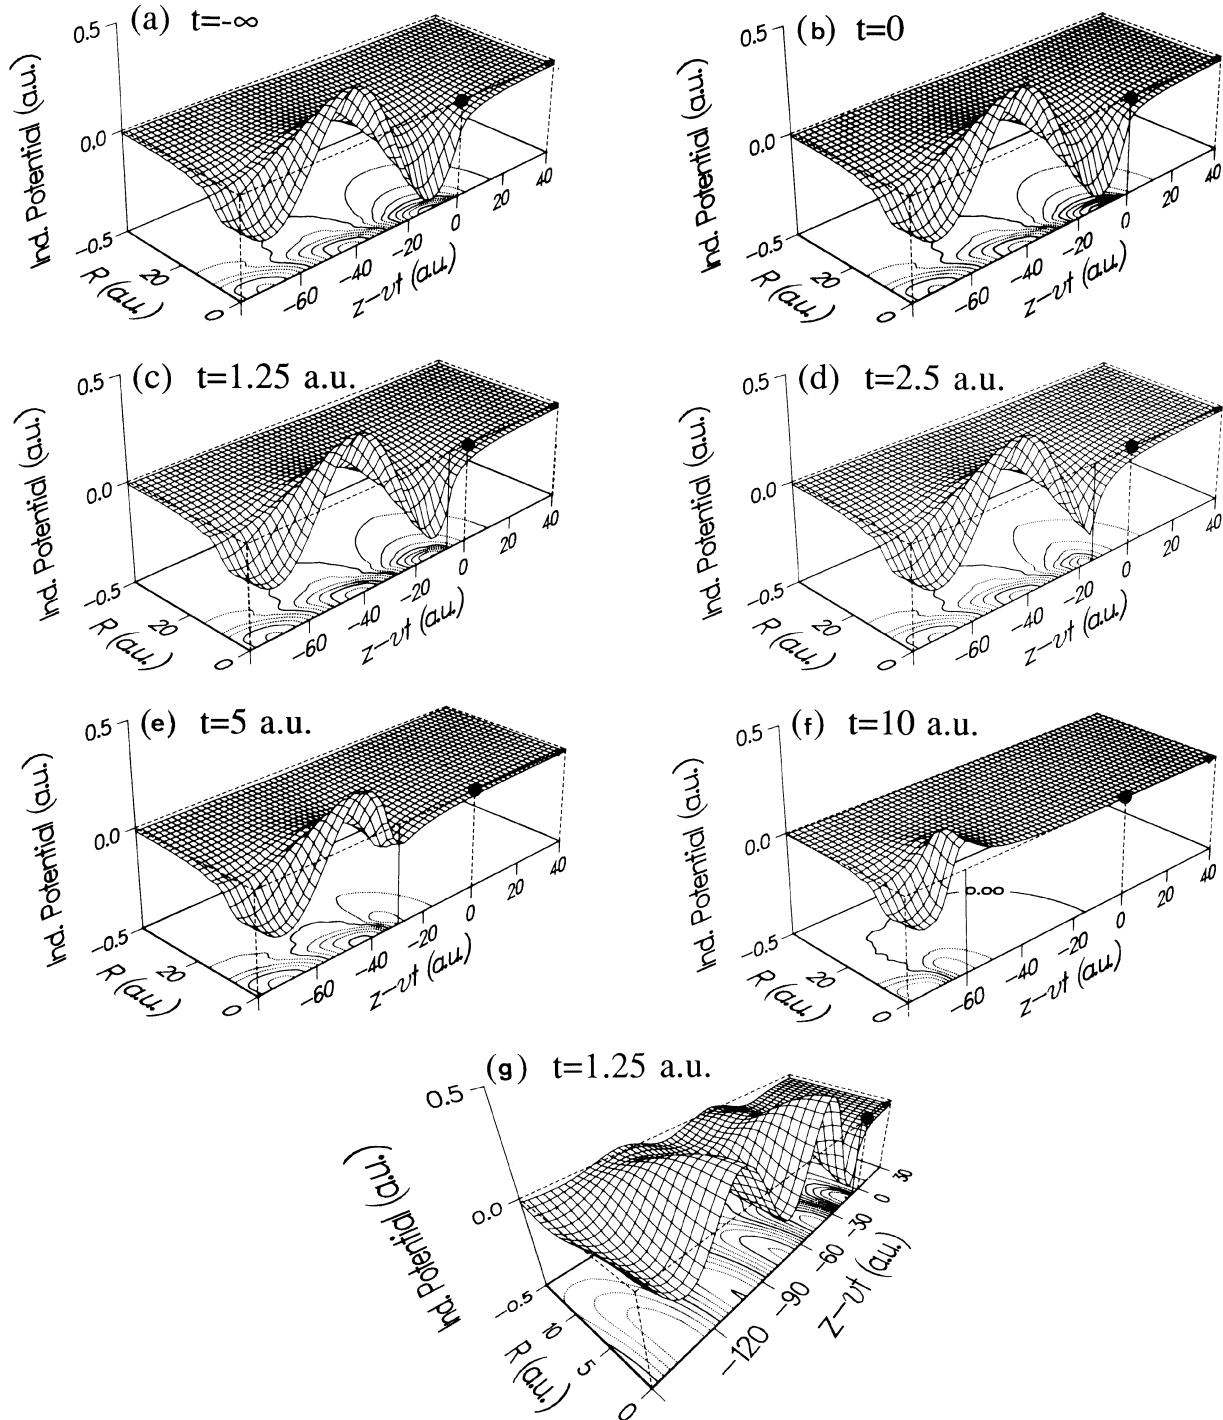 (a) t=-∞
0.5
0.0
-0.5
Ind. Potential (a.u.)
20
0
R (a.u.)
-60
-40
-20
0
20
40
z-vt (a.u.)
(b) t=0
0.5
0.0
-0.5
Ind. Potential (a.u.)
20
0
R (a.u.)
-60
-40
-20
0
20
40
z-vt (a.u.)
(c) t=1.25 a.u.
0.5
0.0
-0.5
Ind. Potential (a.u.)
20
0
R (a.u.)
-60
-40
-20
0
20
40
z-vt (a.u.)
(d) t=2.5 a.u.
0.5
0.0
-0.5
Ind. Potential (a.u.)
20
0
R (a.u.)
-60
-40
-20
0
20
40
z-vt (a.u.)
(e) t=5 a.u.
0.5
0.0
-0.5
Ind. Potential (a.u.)
20
0
R (a.u.)
-60
-40
-20
0
20
40
z-vt (a.u.)
(f) t=10 a.u.
0.5
0.0
-0.5
Ind. Potential (a.u.)
0.00
20
0
R (a.u.)
-60
-40
-20
0
20
40
z-vt (a.u.)
(g) t=1.25 a.u.
0.5
0.0
-0.5
Ind. Potential (a.u.)
10
5
0
R (a.u.)
-120
-90
-60
-30
0
30
Z-vt (a.u.)